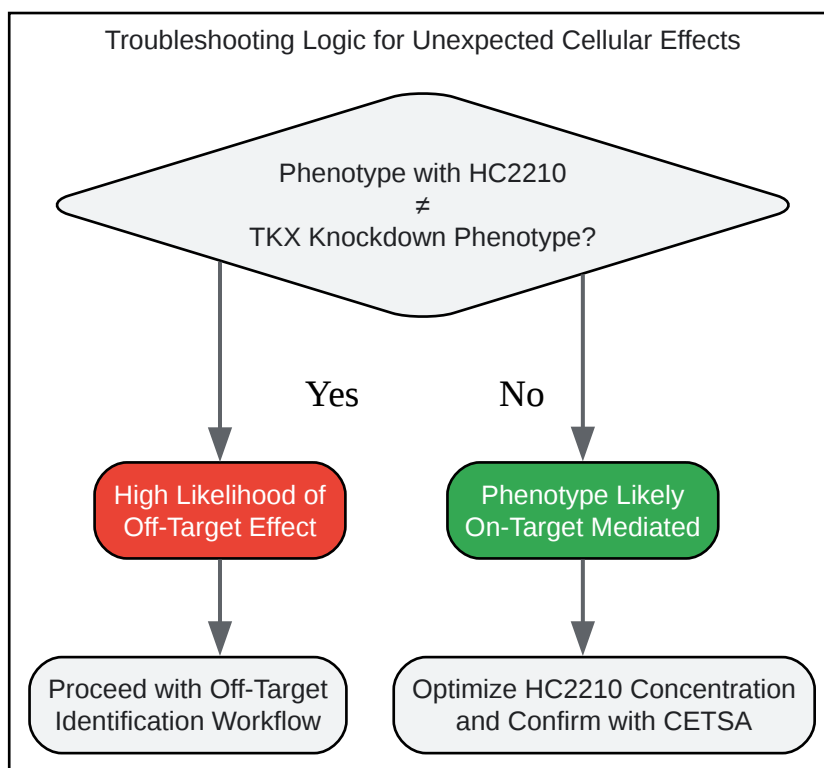 Troubleshooting Logic for Unexpected Cellular Effects
Phenotype with HC2210
≠
TKX Knockdown Phenotype?
Yes
No
High Likelihood of
Off-Target Effect
Phenotype Likely
On-Target Mediated
Proceed with Off-Target
Identification Workflow
Optimize HC2210 Concentration
and Confirm with CETSA